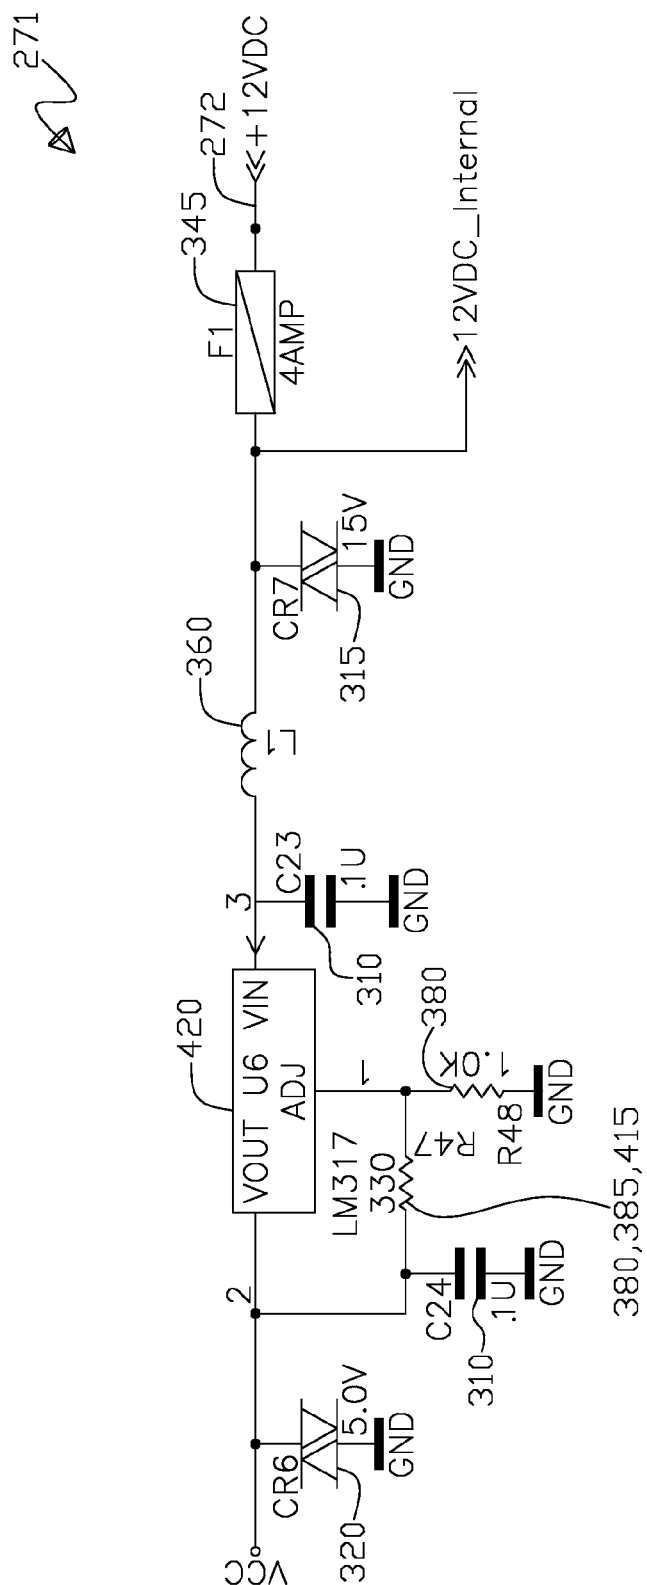 271
272
+12VDC
345
F1
4AMP
12VDC_Internal
360
L1
CR7
15V
315
GND
3
C23
.1U
310
GND
420
VOUT U6 VIN
ADJ
1
380
1.0K
R48
GND
LM317
330
R47
380,385,415
2
C24
.1U
310
GND
CR6
5.0V
320
GND
VCC